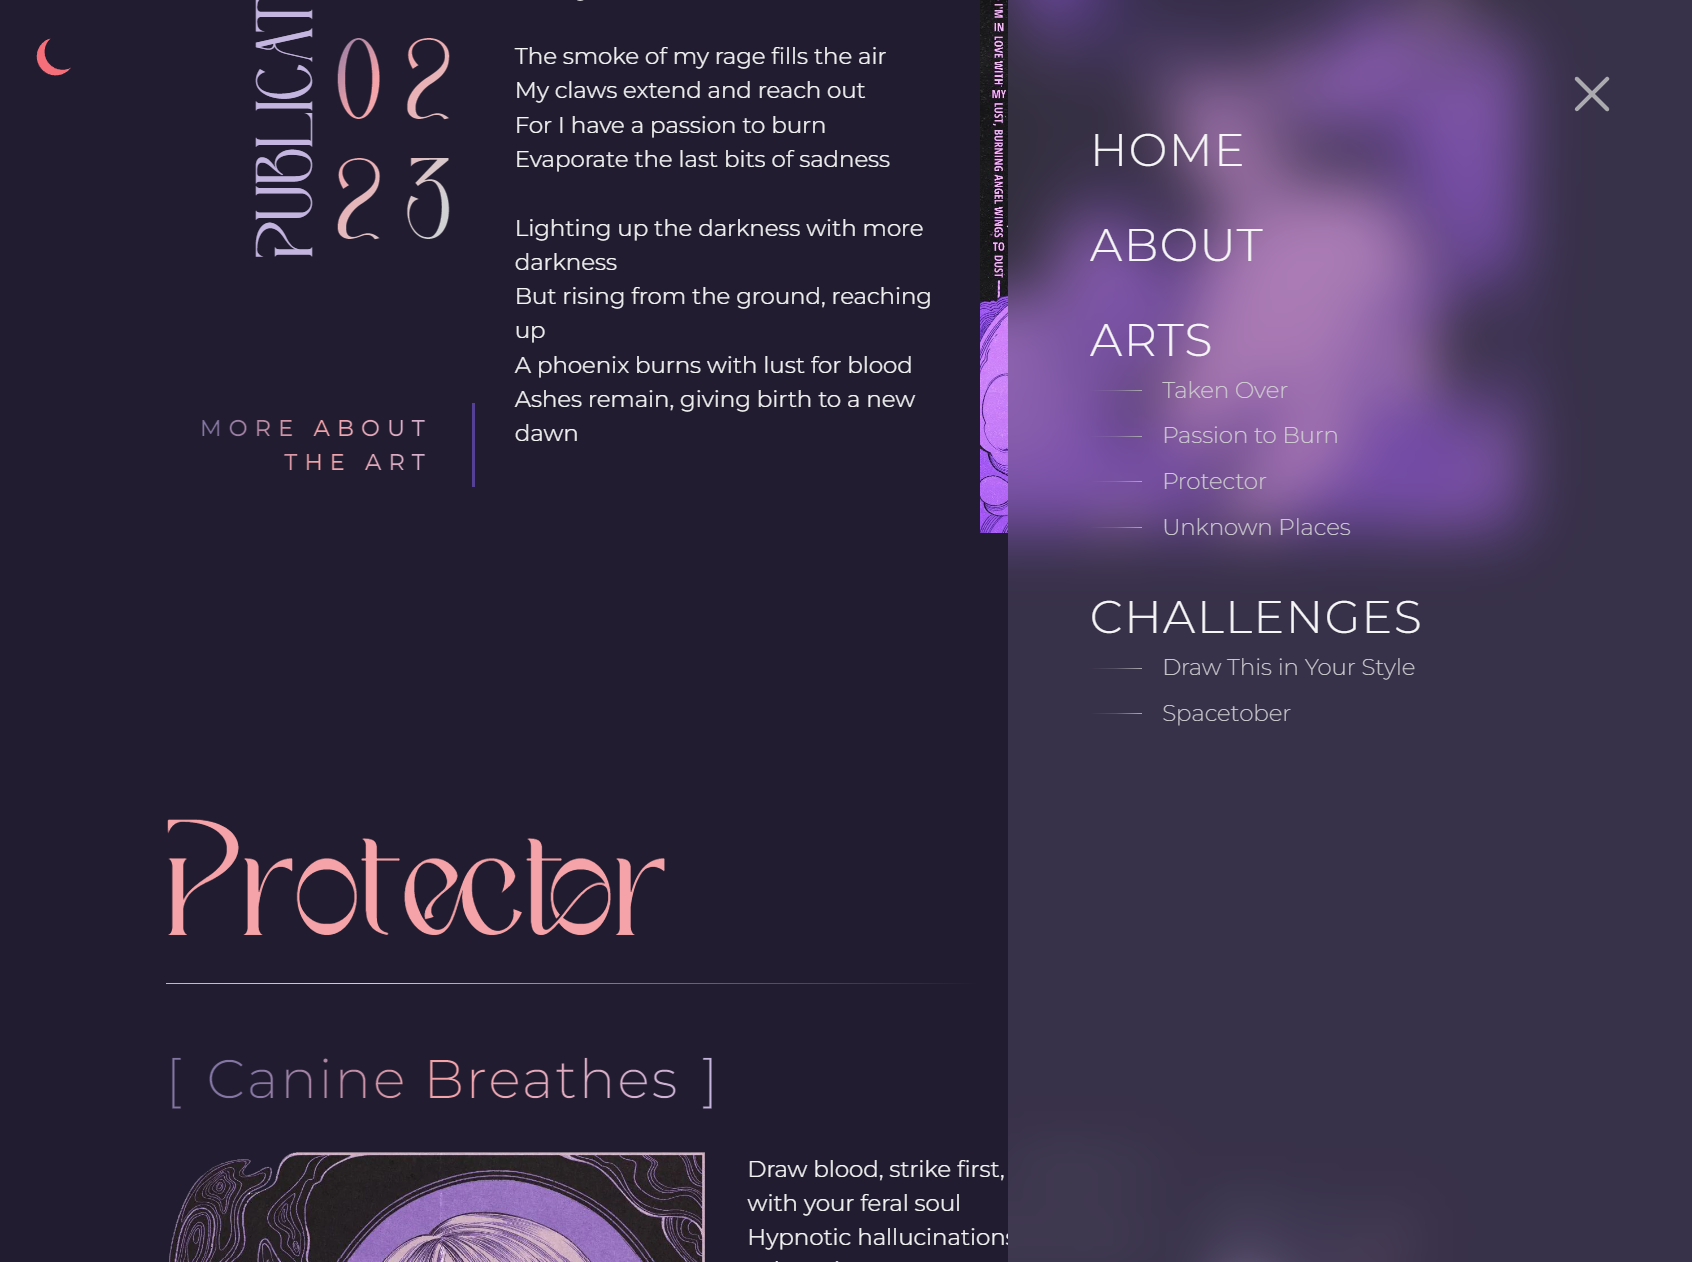 PUBLICAT
02
23
The smoke of my rage fills the air
My claws extend and reach out
For I have a passion to burn
Evaporate the last bits of sadness
Lighting up the darkness with more
darkness
But rising from the ground, reaching
up
A phoenix burns with lust for blood
Ashes remain, giving birth to a new
dawn
MORE ABOUT
THE ART
I'M IN LOVE WITH MY LUST, BURNING ANGEL WINGS TO DUST
Protector
[ Canine Breathes ]
Draw blood, strike first,
with your feral soul
Hypnotic hallucinations
HOME
ABOUT
ARTS
Taken Over
Passion to Burn
Protector
Unknown Places
CHALLENGES
Draw This in Your Style
Spacetober